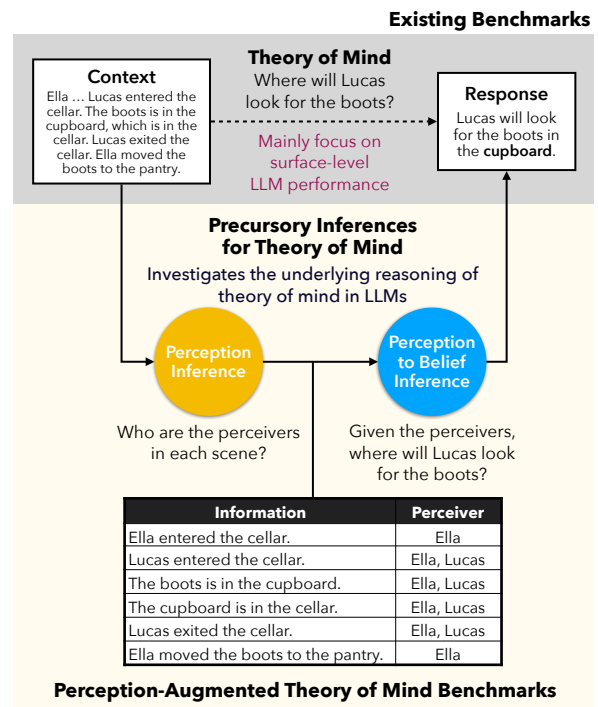 Existing Benchmarks
Context
Ella … Lucas entered the
cellar. The boots is in the
cupboard, which is in the
cellar. Lucas exited the
cellar. Ella moved the
boots to the pantry.
Theory of Mind
Where will Lucas
look for the boots?
Mainly focus on
surface-level
LLM performance
Response
Lucas will look
for the boots in
the cupboard.
Precursory Inferences
for Theory of Mind
Investigates the underlying reasoning of
theory of mind in LLMs
Perception
Inference
Perception
to Belief
Inference
Who are the perceivers
in each scene?
Given the perceivers,
where will Lucas look
for the boots?
Information Perceiver
Ella entered the cellar. Ella
Lucas entered the cellar. Ella, Lucas
The boots is in the cupboard. Ella, Lucas
The cupboard is in the cellar. Ella, Lucas
Lucas exited the cellar. Ella, Lucas
Ella moved the boots to the pantry. Ella
Perception-Augmented Theory of Mind Benchmarks